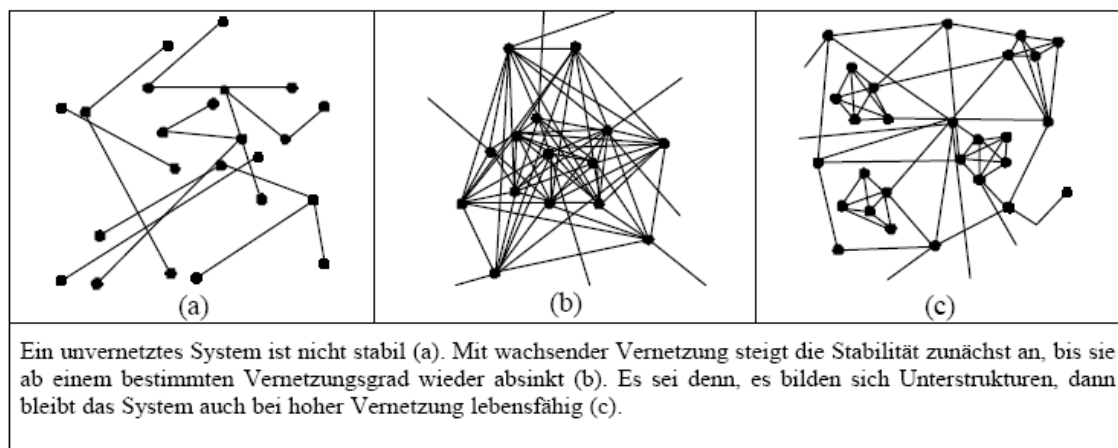 (a)
(b)
(c)
Ein unvernetztes System ist nicht stabil (a). Mit wachsender Vernetzung steigt die Stabilität zunächst an, bis sie
ab einem bestimmten Vernetzungsgrad wieder absinkt (b). Es sei denn, es bilden sich Unterstrukturen, dann
bleibt das System auch bei hoher Vernetzung lebensfähig (c).